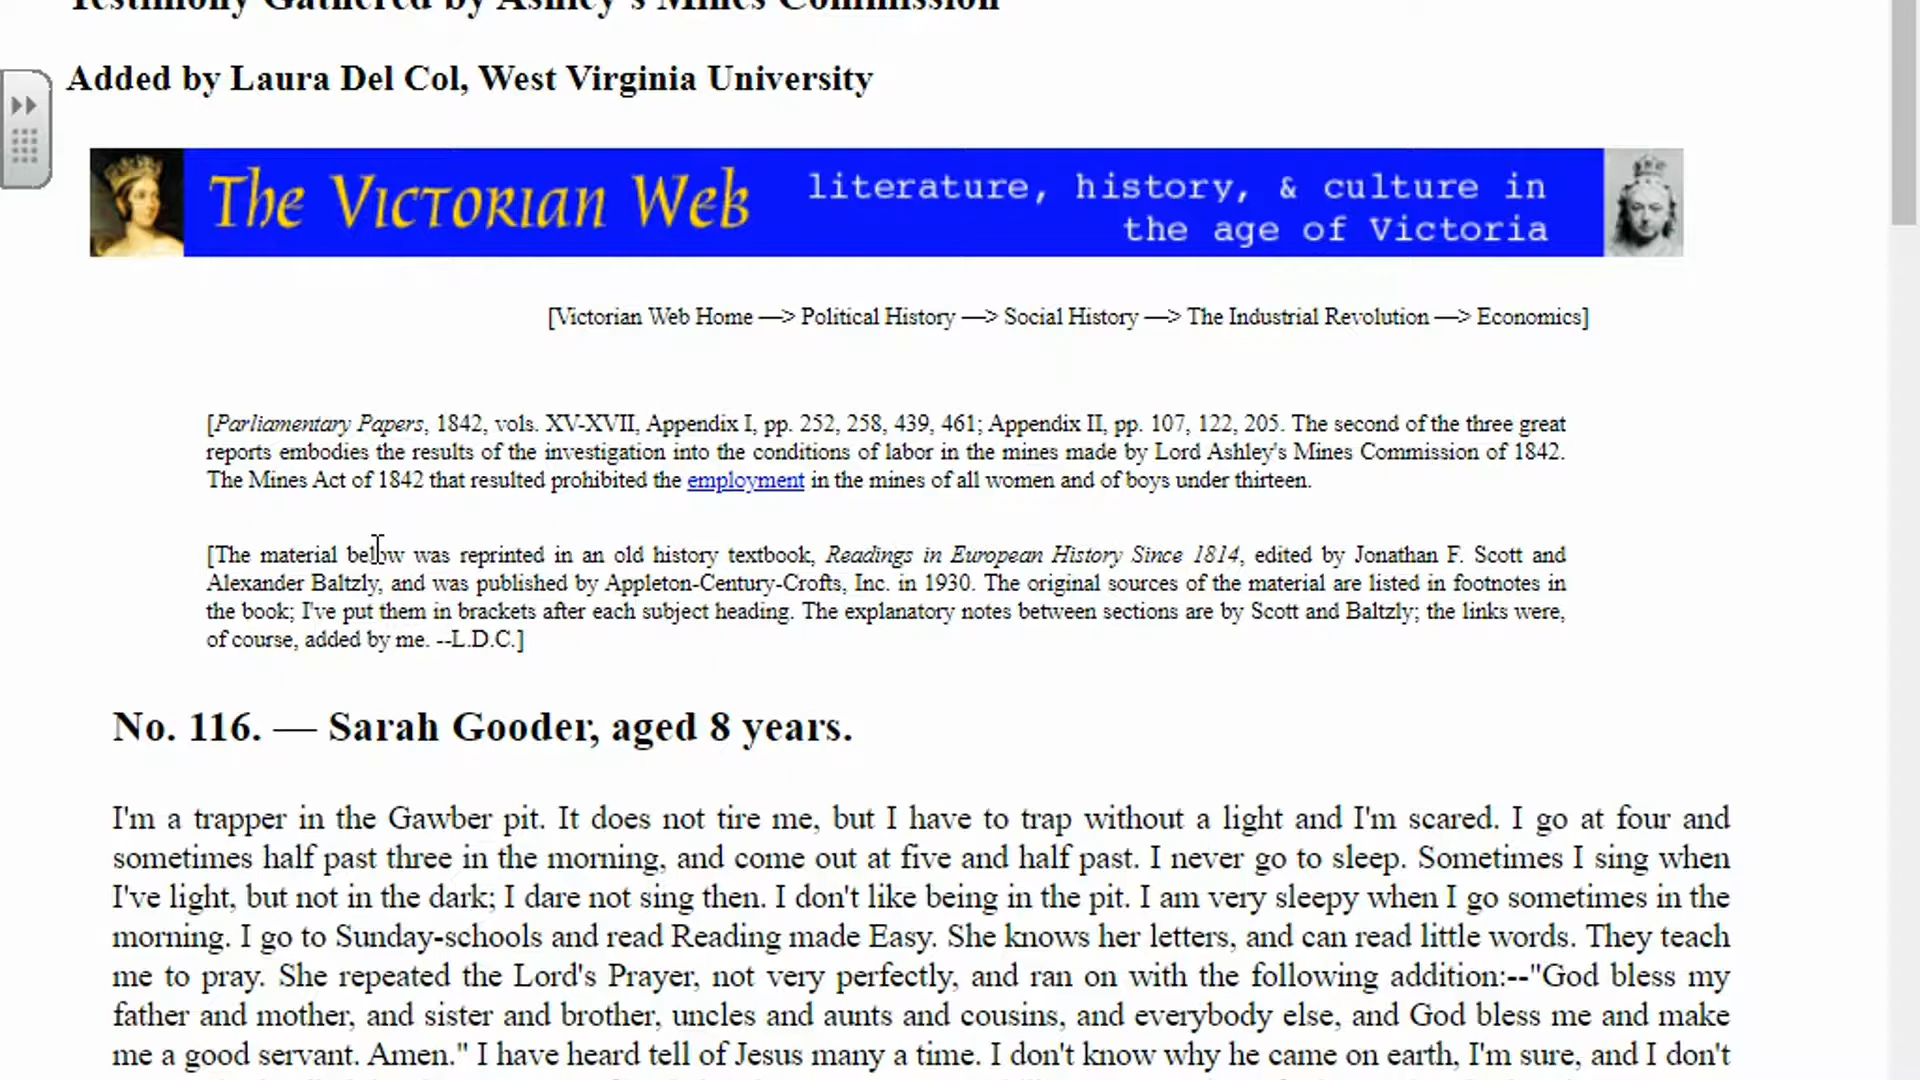 Testimony Gathered by Ashley's Mines Commission
Added by Laura Del Col, West Virginia University
The Victorian Web
literature, history, & culture in
the age of Victoria
[Victorian Web Home —> Political History —> Social History —> The Industrial Revolution —> Economics]
[Parliamentary Papers, 1842, vols. XV-XVII, Appendix I, pp. 252, 258, 439, 461; Appendix II, pp. 107, 122, 205. The second of the three great
reports embodies the results of the investigation into the conditions of labor in the mines made by Lord Ashley's Mines Commission of 1842.
The Mines Act of 1842 that resulted prohibited the employment in the mines of all women and of boys under thirteen.
[The material below was reprinted in an old history textbook, Readings in European History Since 1814, edited by Jonathan F. Scott and
Alexander Baltzly, and was published by Appleton-Century-Crofts, Inc. in 1930. The original sources of the material are listed in footnotes in
the book; I've put them in brackets after each subject heading. The explanatory notes between sections are by Scott and Baltzly; the links were,
of course, added by me. --L.D.C.]
No. 116. — Sarah Gooder, aged 8 years.
I'm a trapper in the Gawber pit. It does not tire me, but I have to trap without a light and I'm scared. I go at four and
sometimes half past three in the morning, and come out at five and half past. I never go to sleep. Sometimes I sing when
I've light, but not in the dark; I dare not sing then. I don't like being in the pit. I am very sleepy when I go sometimes in the
morning. I go to Sunday-schools and read Reading made Easy. She knows her letters, and can read little words. They teach
me to pray. She repeated the Lord's Prayer, not very perfectly, and ran on with the following addition:--"God bless my
father and mother, and sister and brother, uncles and aunts and cousins, and everybody else, and God bless me and make
me a good servant. Amen." I have heard tell of Jesus many a time. I don't know why he came on earth, I'm sure, and I don't